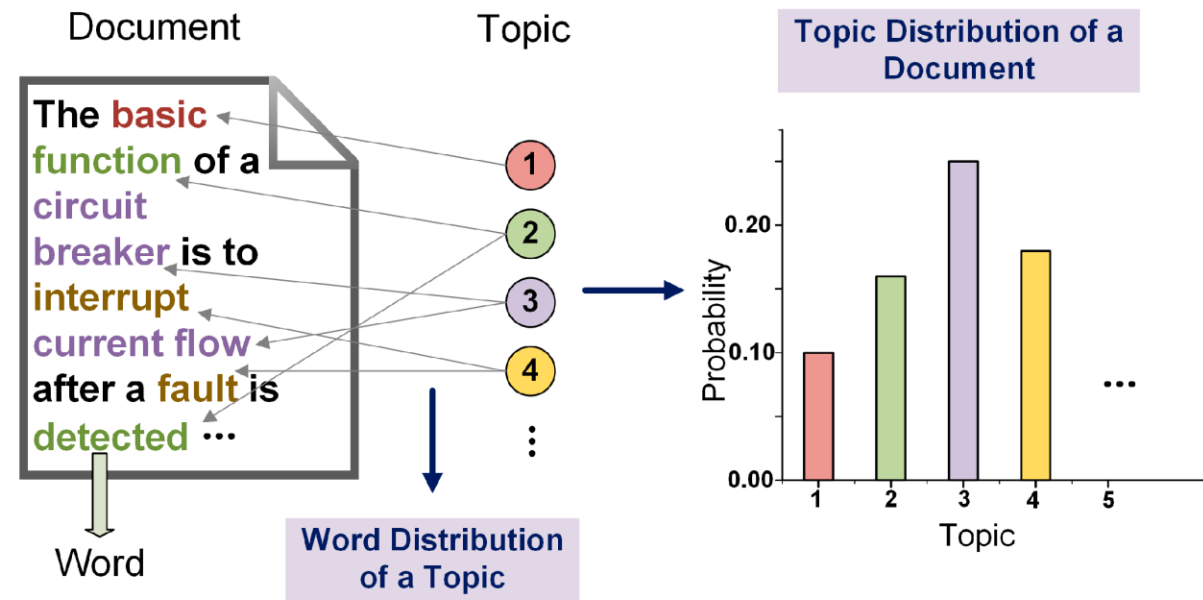 Document
The basic
function of a
circuit
breaker is to
interrupt
current flow
after a fault is
detected ...
Word
Topic
1
2
3
4
Word Distribution
of a Topic
Topic Distribution of a
Document
Probability
0.20
0.10
0.00
...
1 2 3 4 5
Topic